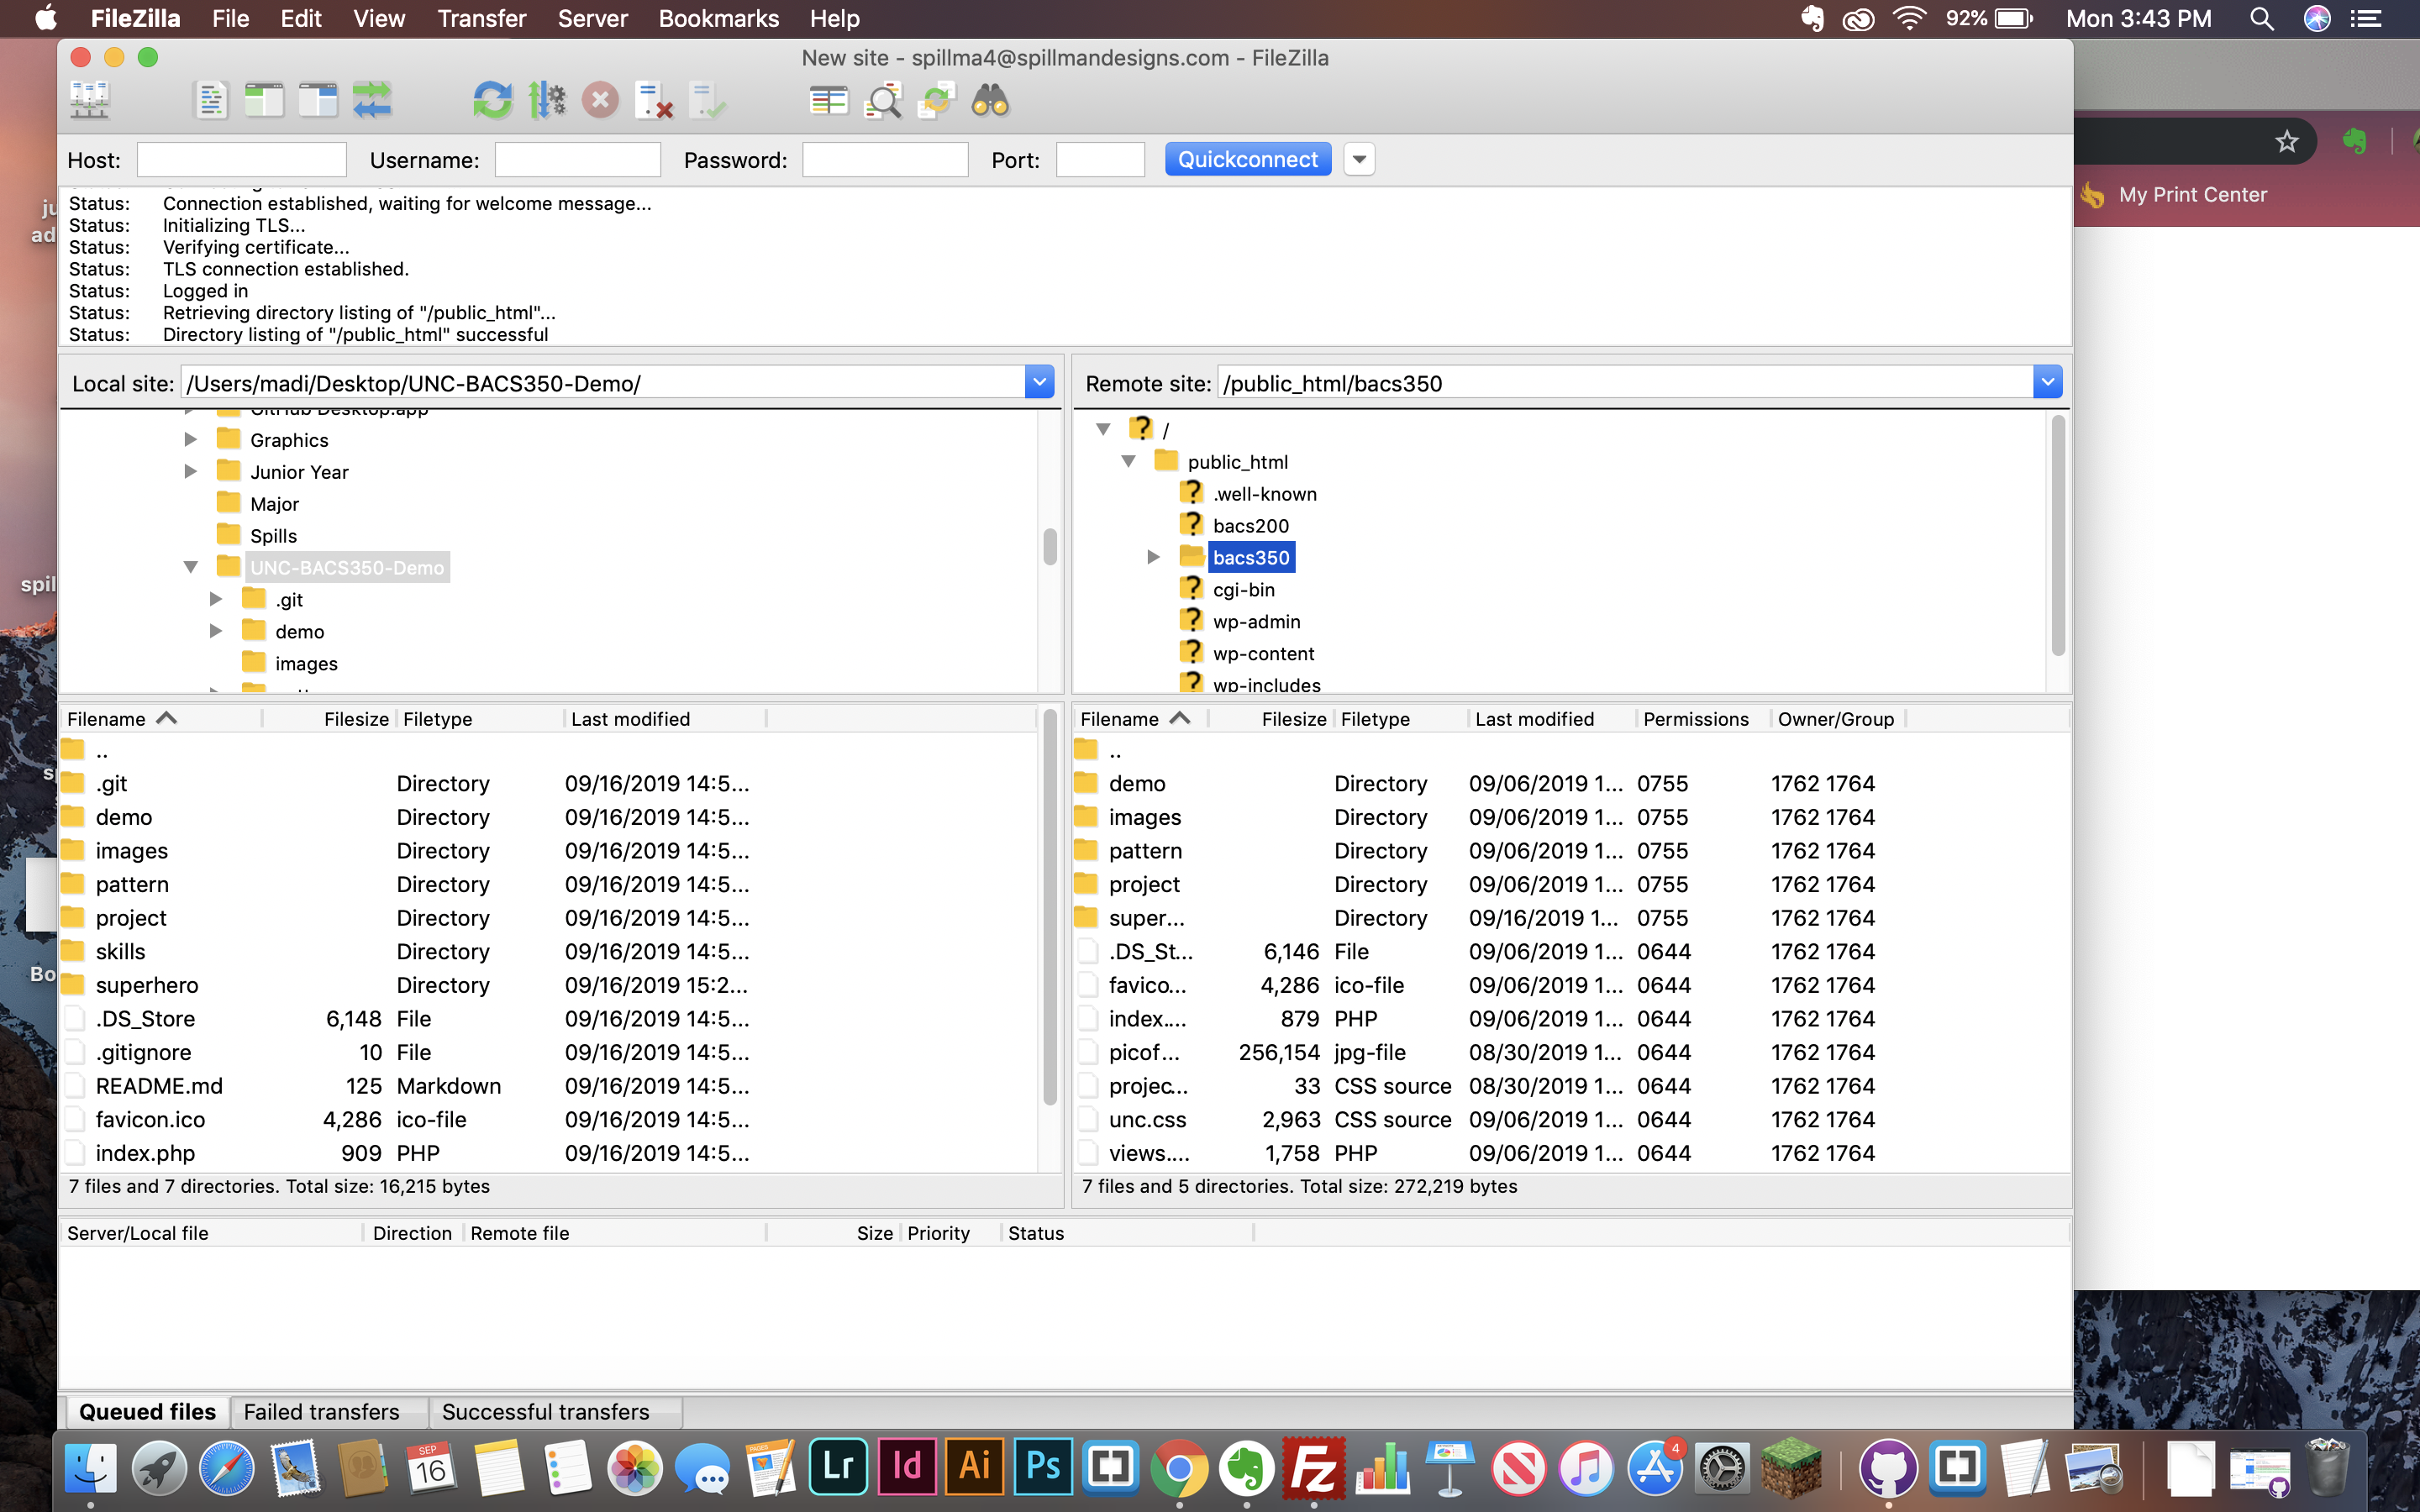 FileZilla File Edit View Transfer Server Bookmarks Help 92% Mon 3:43 PM
New site - spillma4@spillmandesigns.com - FileZilla
Host: Username: Password: Port: Quickconnect
My Print Center
Status: Connection established, waiting for welcome message...
Status: Initializing TLS...
Status: Verifying certificate...
Status: TLS connection established.
Status: Logged in
Status: Retrieving directory listing of "/public_html"...
Status: Directory listing of "/public_html" successful
Local site: /Users/madi/Desktop/UNC-BACS350-Demo/
GitHub Desktop.app
Graphics
Junior Year
Major
Spills
UNC-BACS350-Demo
.git
demo
images
Remote site: /public_html/bacs350
/
public_html
.well-known
bacs200
bacs350
cgi-bin
wp-admin
wp-content
wp-includes
Filename Filesize Filetype Last modified
..
.git Directory 09/16/2019 14:5...
demo Directory 09/16/2019 14:5...
images Directory 09/16/2019 14:5...
pattern Directory 09/16/2019 14:5...
project Directory 09/16/2019 14:5...
skills Directory 09/16/2019 14:5...
superhero Directory 09/16/2019 15:2...
.DS_Store 6,148 File 09/16/2019 14:5...
.gitignore 10 File 09/16/2019 14:5...
README.md 125 Markdown 09/16/2019 14:5...
favicon.ico 4,286 ico-file 09/16/2019 14:5...
index.php 909 PHP 09/16/2019 14:5...
7 files and 7 directories. Total size: 16,215 bytes
Filename Filesize Filetype Last modified Permissions Owner/Group
..
demo Directory 09/06/2019 1... 0755 1762 1764
images Directory 09/06/2019 1... 0755 1762 1764
pattern Directory 09/06/2019 1... 0755 1762 1764
project Directory 09/06/2019 1... 0755 1762 1764
super... Directory 09/16/2019 1... 0755 1762 1764
.DS_St... 6,146 File 09/06/2019 1... 0644 1762 1764
favico... 4,286 ico-file 09/06/2019 1... 0644 1762 1764
index.... 879 PHP 09/06/2019 1... 0644 1762 1764
picof... 256,154 jpg-file 08/30/2019 1... 0644 1762 1764
projec... 33 CSS source 08/30/2019 1... 0644 1762 1764
unc.css 2,963 CSS source 09/06/2019 1... 0644 1762 1764
views.... 1,758 PHP 09/06/2019 1... 0644 1762 1764
7 files and 5 directories. Total size: 272,219 bytes
Server/Local file Direction Remote file Size Priority Status
Queued files Failed transfers Successful transfers
ju
ad
spil
Bo
SEP
16
PAGES
Lr Id Ai Ps
Fz
4